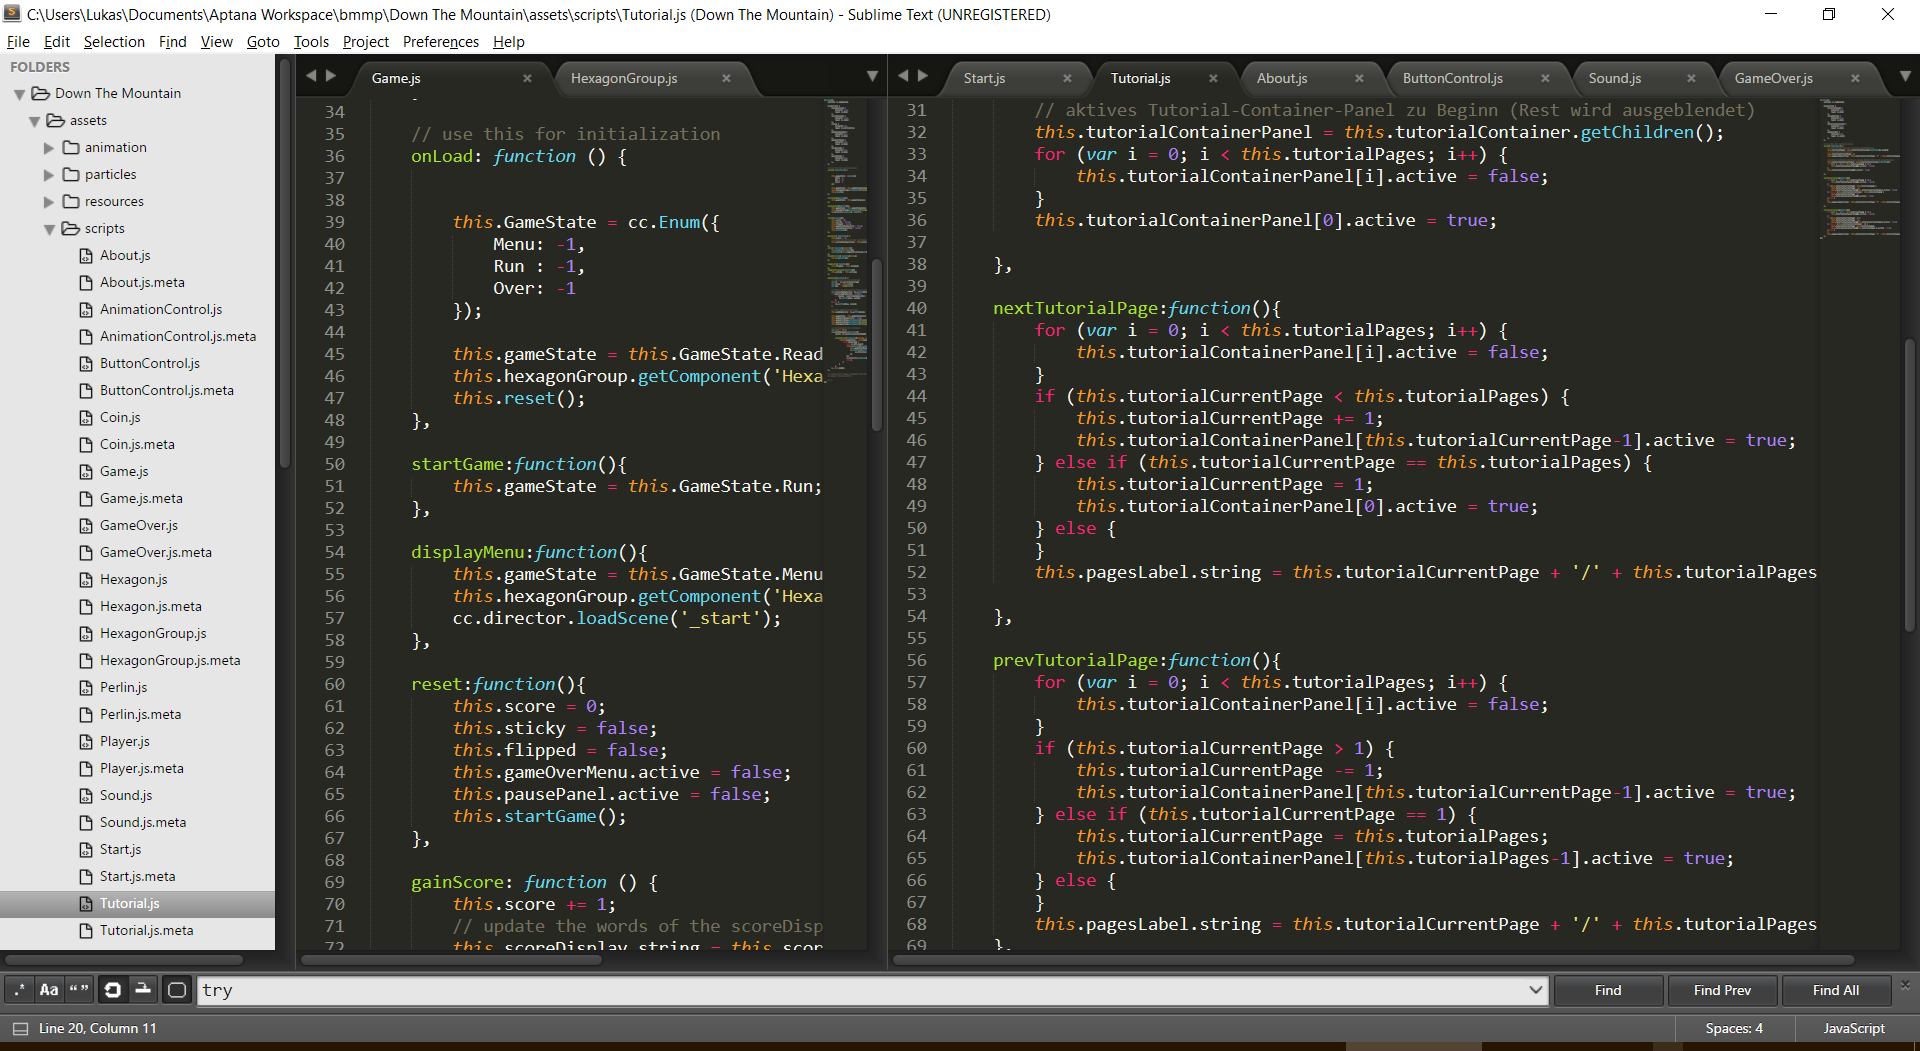 C:\Users\Lukas\Documents\Aptana Workspace\bmmp\Down The Mountain\assets\scripts\Tutorial.js (Down The Mountain) - Sublime Text (UNREGISTERED)
File Edit Selection Find View Goto Tools Project Preferences Help
FOLDERS
Down The Mountain
assets
animation
particles
resources
scripts
About.js
About.js.meta
AnimationControl.js
AnimationControl.js.meta
ButtonControl.js
ButtonControl.js.meta
Coin.js
Coin.js.meta
Game.js
Game.js.meta
GameOver.js
GameOver.js.meta
Hexagon.js
Hexagon.js.meta
HexagonGroup.js
HexagonGroup.js.meta
Perlin.js
Perlin.js.meta
Player.js
Player.js.meta
Sound.js
Sound.js.meta
Start.js
Start.js.meta
Tutorial.js
Tutorial.js.meta
Game.js HexagonGroup.js
34
35 // use this for initialization
36 onLoad: function () {
37
38
39 this.GameState = cc.Enum({
40 Menu: -1,
41 Run : -1,
42 Over: -1
43 });
44
45 this.gameState = this.GameState.Read
46 this.hexagonGroup.getComponent('Hexa
47 this.reset();
48 },
49
50 startGame:function(){
51 this.gameState = this.GameState.Run;
52 },
53
54 displayMenu:function(){
55 this.gameState = this.GameState.Menu
56 this.hexagonGroup.getComponent('Hexa
57 cc.director.loadScene('_start');
58 },
59
60 reset:function(){
61 this.score = 0;
62 this.sticky = false;
63 this.flipped = false;
64 this.gameOverMenu.active = false;
65 this.pausePanel.active = false;
66 this.startGame();
67 },
68
69 gainScore: function () {
70 this.score += 1;
71 // update the words of the scoreDisp
72 this.scoreDisplay.string = this.scor
Start.js Tutorial.js About.js ButtonControl.js Sound.js GameOver.js
31 // aktives Tutorial-Container-Panel zu Beginn (Rest wird ausgeblendet)
32 this.tutorialContainerPanel = this.tutorialContainer.getChildren();
33 for (var i = 0; i < this.tutorialPages; i++) {
34 this.tutorialContainerPanel[i].active = false;
35 }
36 this.tutorialContainerPanel[0].active = true;
37
38 },
39
40 nextTutorialPage:function(){
41 for (var i = 0; i < this.tutorialPages; i++) {
42 this.tutorialContainerPanel[i].active = false;
43 }
44 if (this.tutorialCurrentPage < this.tutorialPages) {
45 this.tutorialCurrentPage += 1;
46 this.tutorialContainerPanel[this.tutorialCurrentPage-1].active = true;
47 } else if (this.tutorialCurrentPage == this.tutorialPages) {
48 this.tutorialCurrentPage = 1;
49 this.tutorialContainerPanel[0].active = true;
50 } else {
51 }
52 this.pagesLabel.string = this.tutorialCurrentPage + '/' + this.tutorialPages
53
54 },
55
56 prevTutorialPage:function(){
57 for (var i = 0; i < this.tutorialPages; i++) {
58 this.tutorialContainerPanel[i].active = false;
59 }
60 if (this.tutorialCurrentPage > 1) {
61 this.tutorialCurrentPage -= 1;
62 this.tutorialContainerPanel[this.tutorialCurrentPage-1].active = true;
63 } else if (this.tutorialCurrentPage == 1) {
64 this.tutorialCurrentPage = this.tutorialPages;
65 this.tutorialContainerPanel[this.tutorialPages-1].active = true;
66 } else {
67 }
68 this.pagesLabel.string = this.tutorialCurrentPage + '/' + this.tutorialPages
69 },
.* Aa “” try Find Find Prev Find All
Line 20, Column 11 Spaces: 4 JavaScript